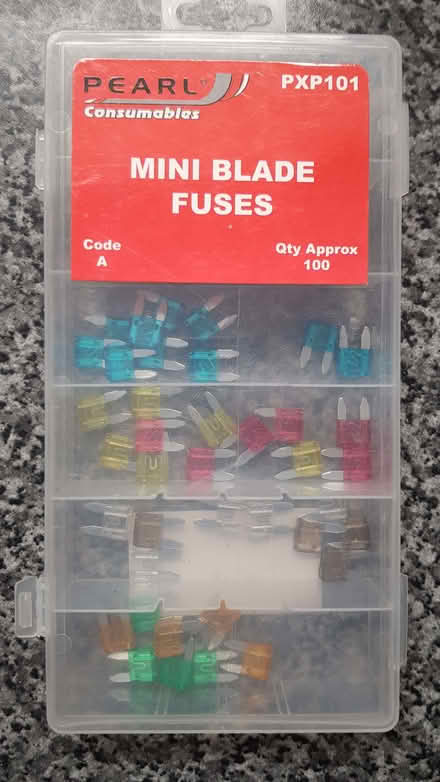 PEARL
PXP101
Consumables
MINI BLADE
FUSES
Code
A
Qty Approx
100